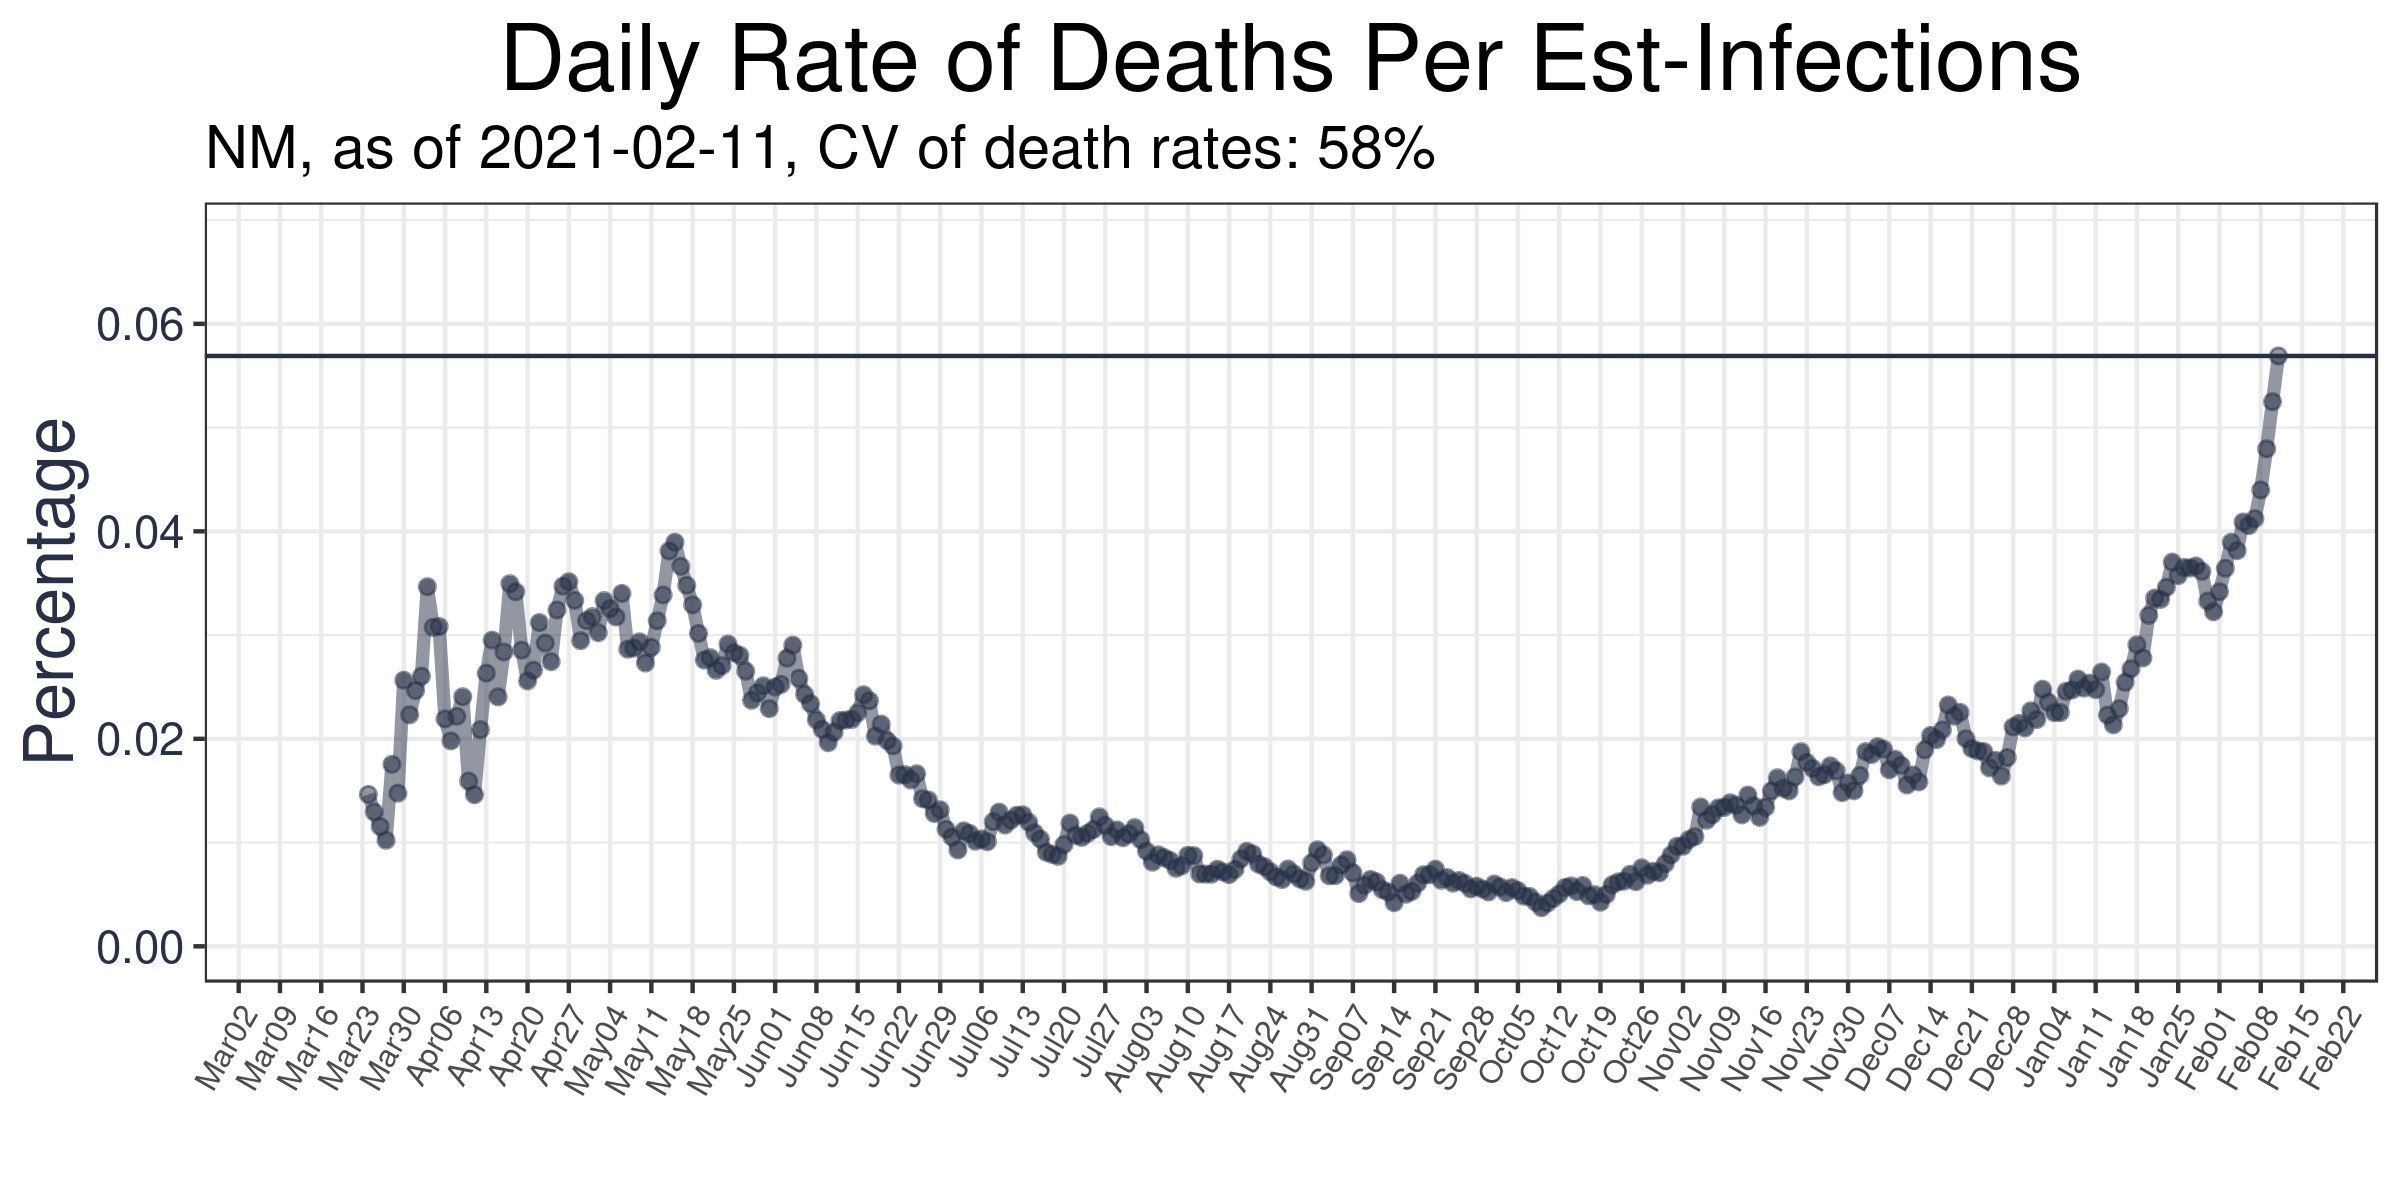 Daily Rate of Deaths Per Est-Infections
NM, as of 2021-02-11, CV of death rates: 58%
Percentage
0.06
0.04
0.02
0.00
Mar02
Mar09
Mar16
Mar23
Mar30
Apr06
Apr13
Apr20
Apr27
May04
May11
May18
May25
Jun01
Jun08
Jun15
Jun22
Jun29
Jul06
Jul13
Jul20
Jul27
Aug03
Aug10
Aug17
Aug24
Aug31
Sep07
Sep14
Sep21
Sep28
Oct05
Oct12
Oct19
Oct26
Nov02
Nov09
Nov16
Nov23
Nov30
Dec07
Dec14
Dec21
Dec28
Jan04
Jan11
Jan18
Jan25
Feb01
Feb08
Feb15
Feb22